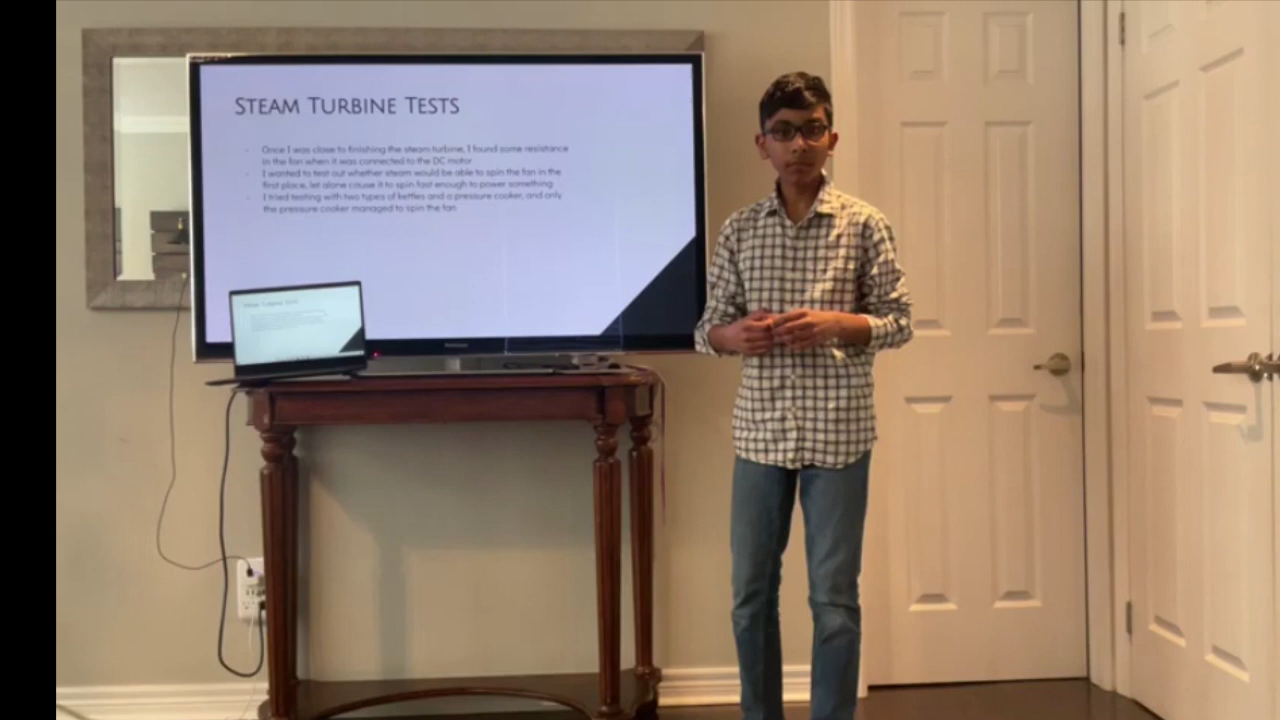 STEAM TURBINE TESTS
- Once I was close to finishing the steam turbine, I found some resistance
in the fan when it was connected to the DC motor
- I wanted to test out whether steam would be able to spin the fan in the
first place, let alone cause it to spin fast enough to power something
- I tried testing with two types of kettles and a pressure cooker, and only
the pressure cooker managed to spin the fan
STEAM TURBINE TESTS